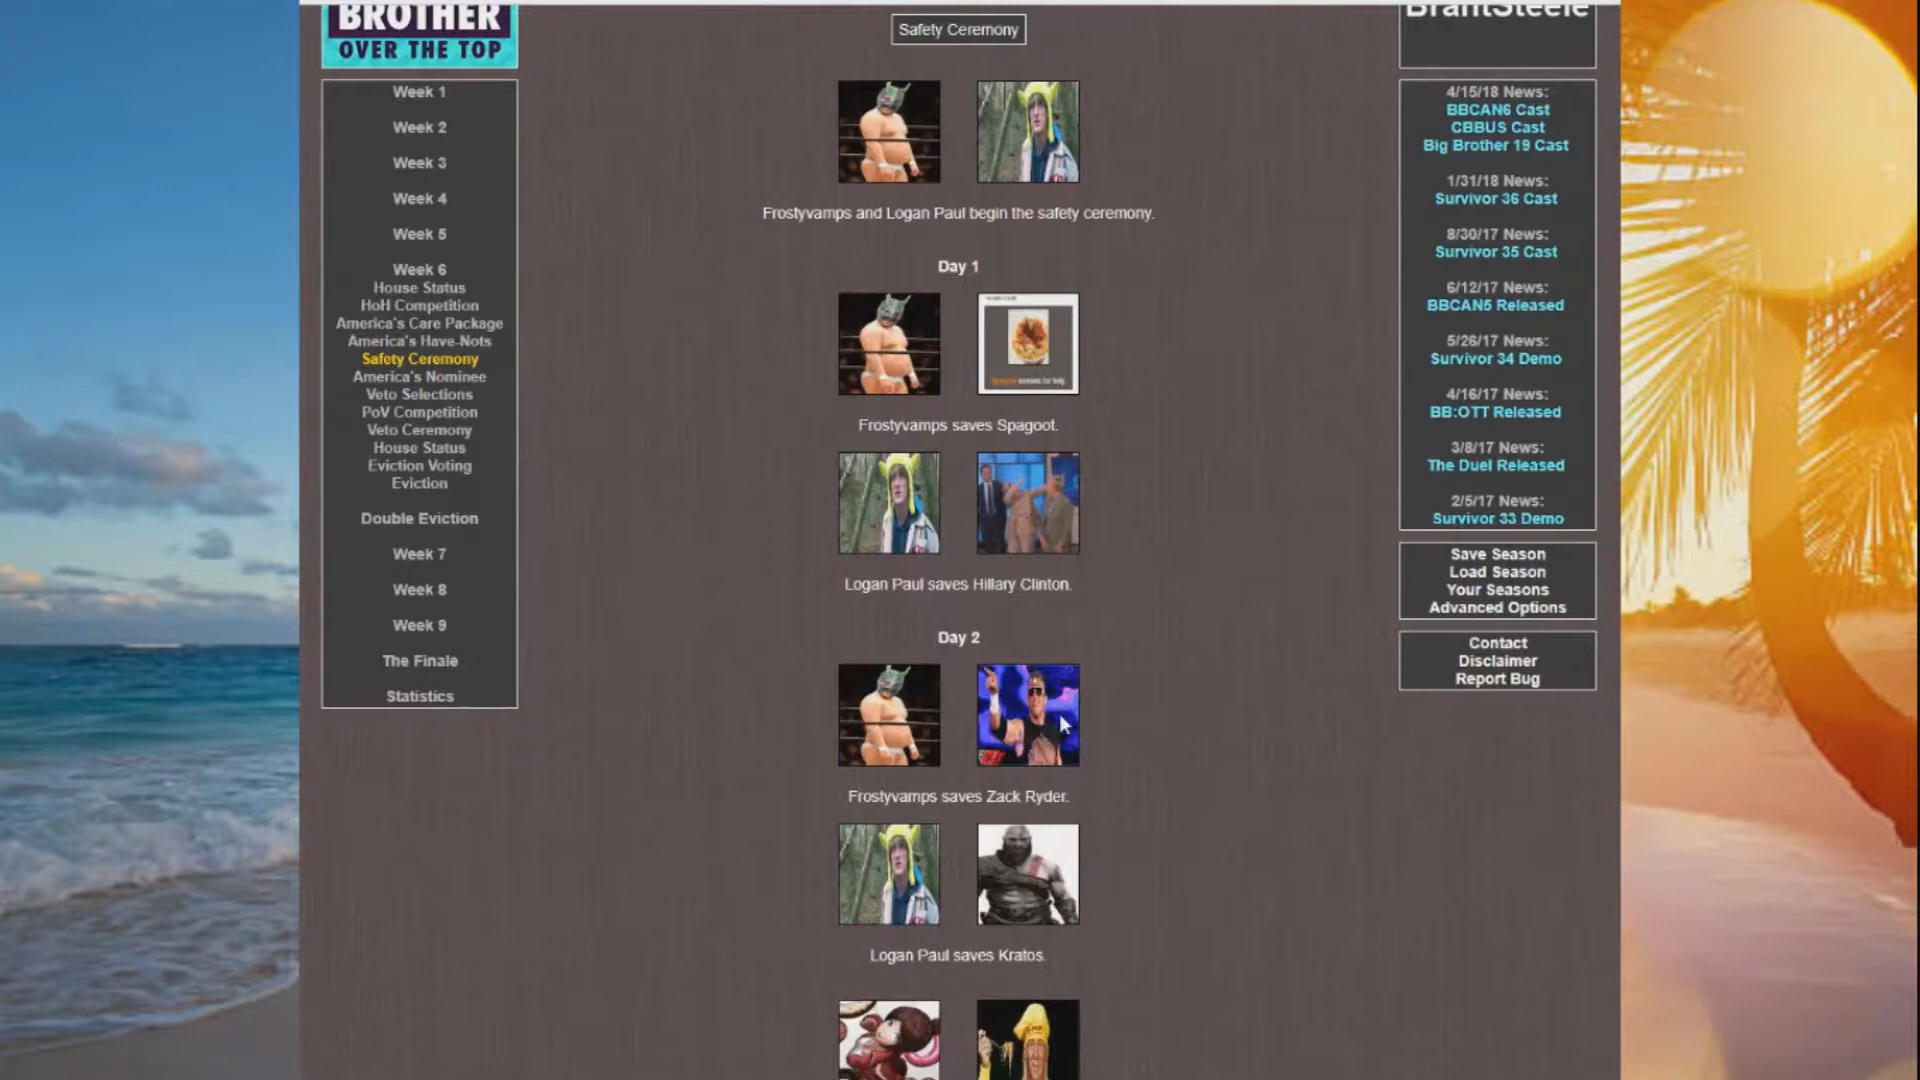 BROTHER
OVER THE TOP
Week 1
Week 2
Week 3
Week 4
Week 5
Week 6
House Status
HoH Competition
America's Care Package
America's Have-Nots
Safety Ceremony
America's Nominee
Veto Selections
PoV Competition
Veto Ceremony
House Status
Eviction Voting
Eviction
Double Eviction
Week 7
Week 8
Week 9
The Finale
Statistics
Safety Ceremony
Frostyvamps and Logan Paul begin the safety ceremony.
Day 1
Frostyvamps saves Spagoot.
Logan Paul saves Hillary Clinton.
Day 2
Frostyvamps saves Zack Ryder.
Logan Paul saves Kratos.
BrantSteele
4/15/18 News:
BBCAN6 Cast
CBBUS Cast
Big Brother 19 Cast
1/31/18 News:
Survivor 36 Cast
8/30/17 News:
Survivor 35 Cast
6/12/17 News:
BBCAN5 Released
5/26/17 News:
Survivor 34 Demo
4/16/17 News:
BB:OTT Released
3/8/17 News:
The Duel Released
2/5/17 News:
Survivor 33 Demo
Save Season
Load Season
Your Seasons
Advanced Options
Contact
Disclaimer
Report Bug